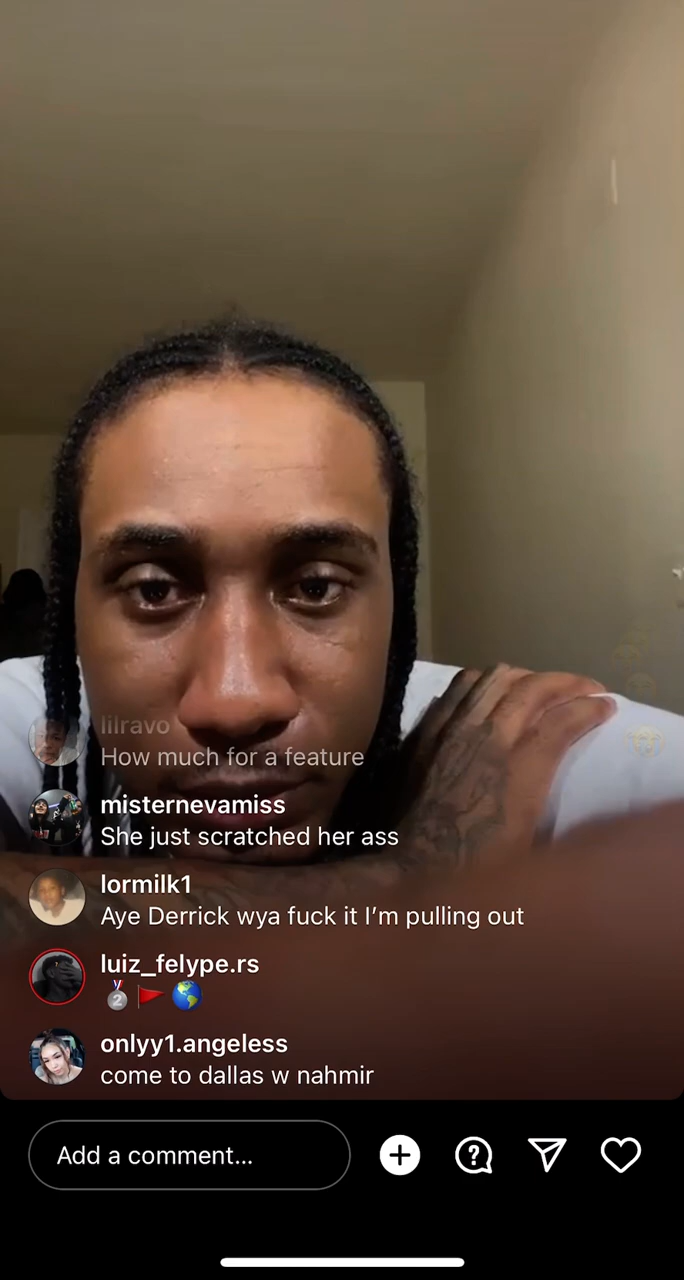 lilravo
How much for a feature
misternevamiss
She just scratched her ass
lormilk1
Aye Derrick wya fuck it I’m pulling out
luiz_felype.rs
🥈🚩🌎
onlyy1.angeless
come to dallas w nahmir
Add a comment...